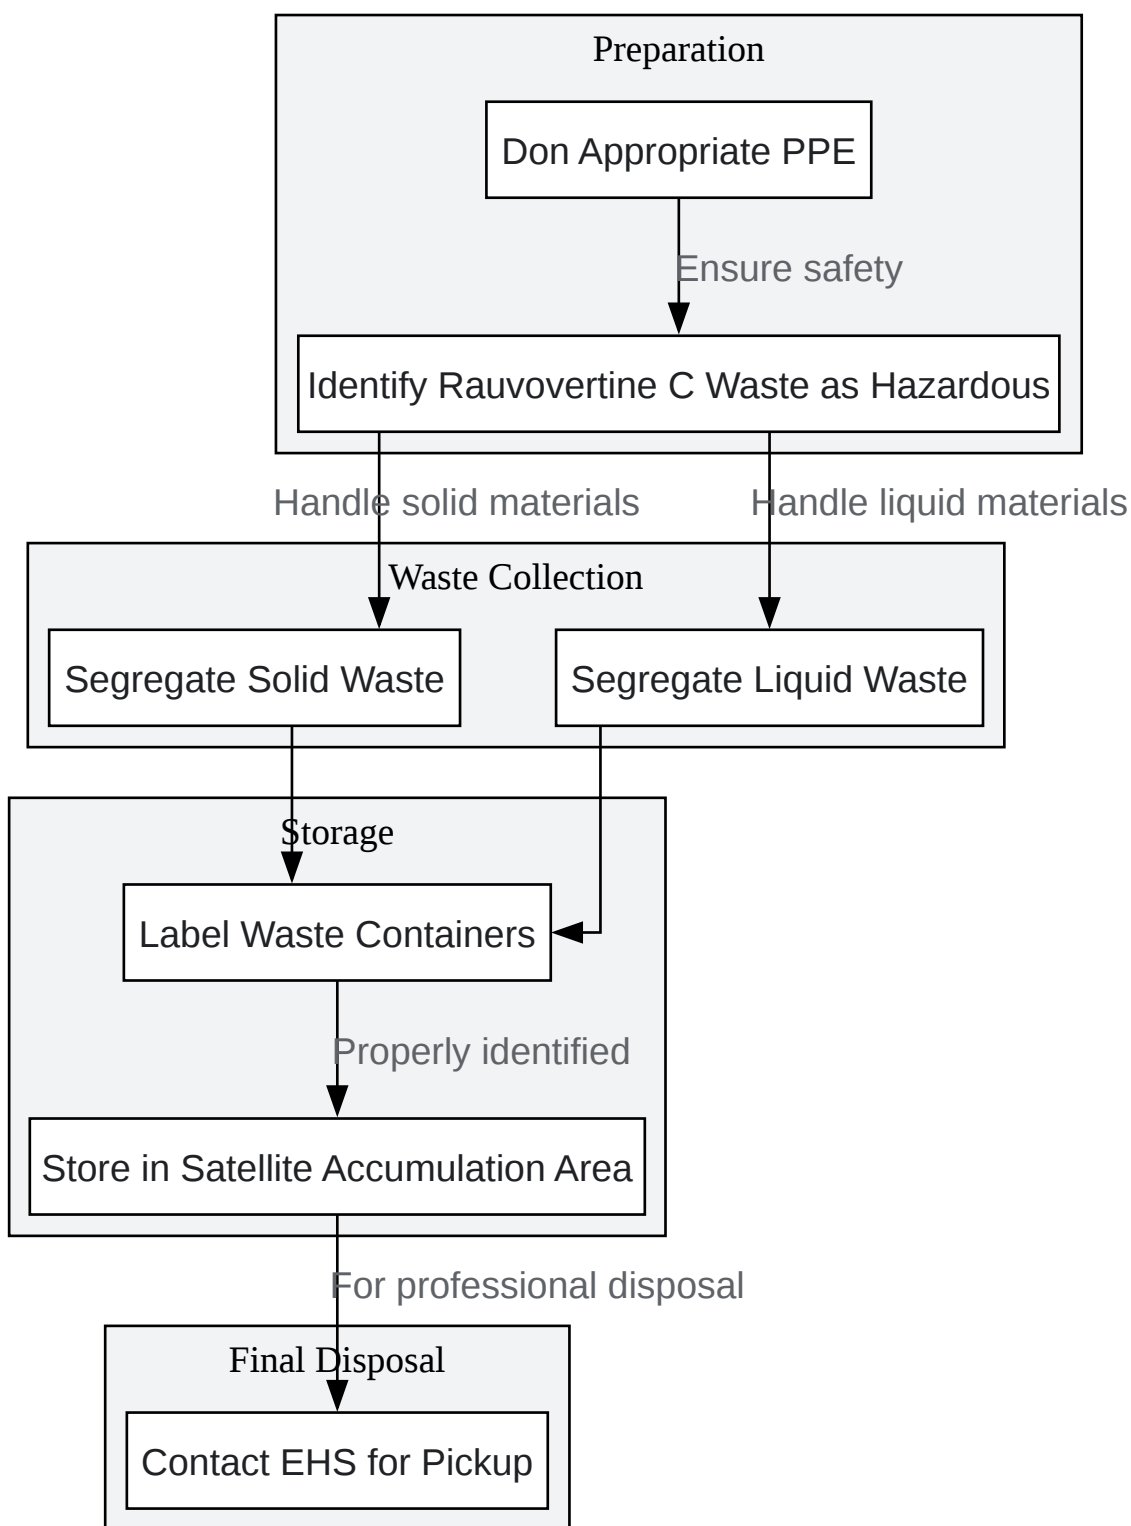 Preparation
Don Appropriate PPE
Ensure safety
Identify Rauvovertine C Waste as Hazardous
Handle solid materials
Handle liquid materials
Waste Collection
Segregate Solid Waste
Segregate Liquid Waste
Storage
Label Waste Containers
Properly identified
Store in Satellite Accumulation Area
For professional disposal
Final Disposal
Contact EHS for Pickup